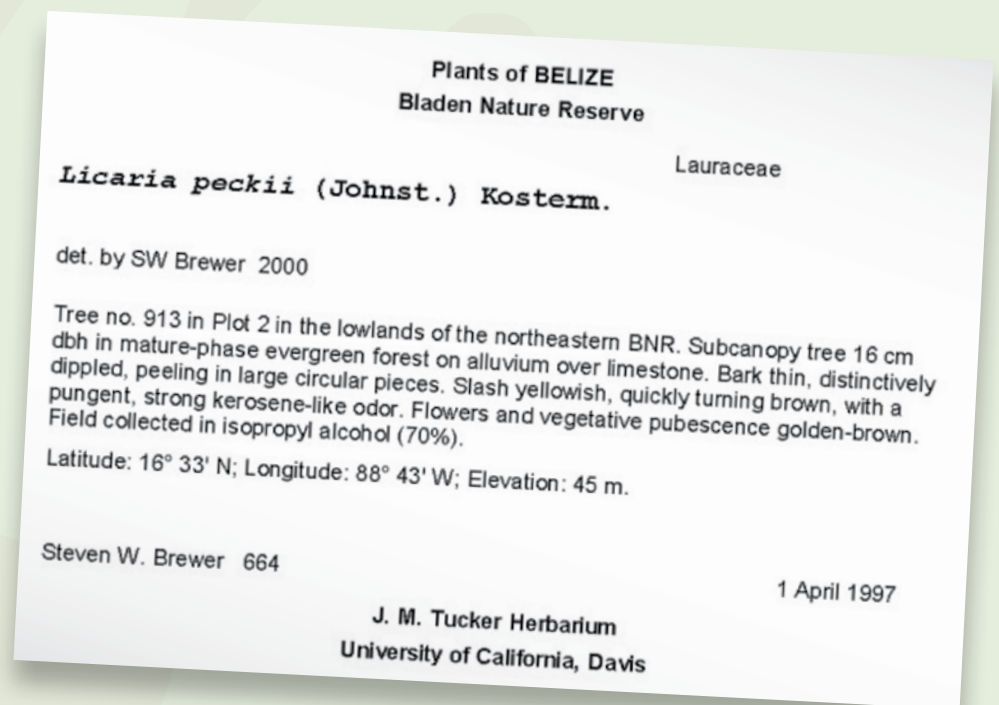 Plants of BELIZE
Bladen Nature Reserve
Lauraceae
Licaria peckii (Johnst.) Kosterm.
det. by SW Brewer 2000
Tree no. 913 in Plot 2 in the lowlands of the northeastern BNR. Subcanopy tree 16 cm
dbh in mature-phase evergreen forest on alluvium over limestone. Bark thin, distinctively
dippled, peeling in large circular pieces. Slash yellowish, quickly turning brown, with a
pungent, strong kerosene-like odor. Flowers and vegetative pubescence golden-brown.
Field collected in isopropyl alcohol (70%).
Latitude: 16° 33' N; Longitude: 88° 43' W; Elevation: 45 m.
Steven W. Brewer 664
1 April 1997
J. M. Tucker Herbarium
University of California, Davis